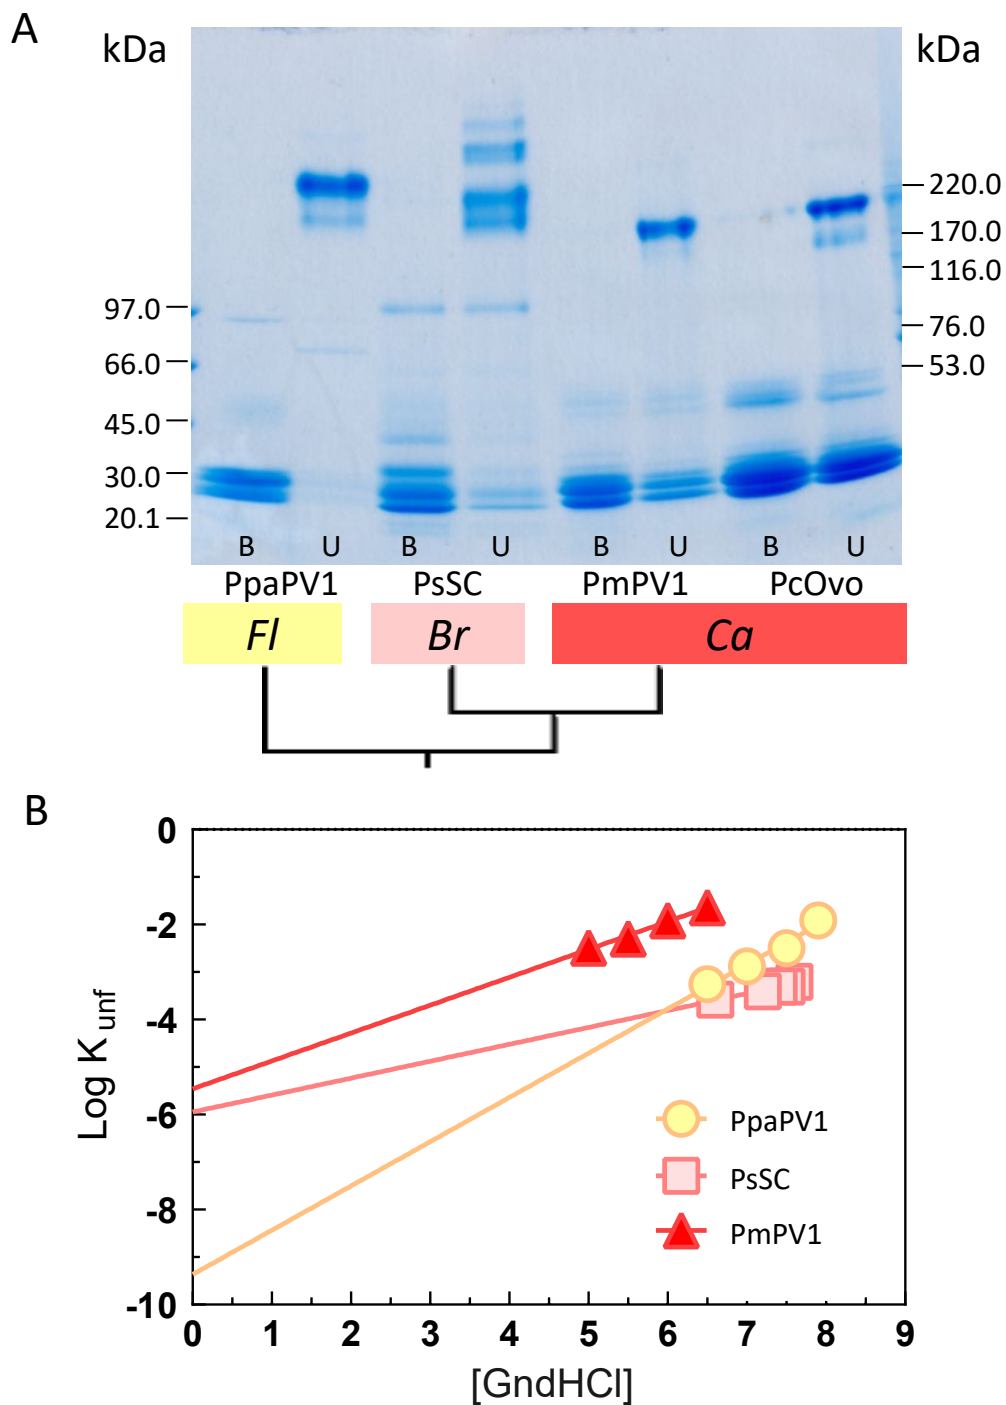 A
kDa
kDa
220.0
170.0
116.0
97.0
76.0
66.0
53.0
45.0
30.0
20.1
B U B U B U B U
PpaPV1 PsSC PmPV1 PcOvo
Fl Br Ca
B
0
-2
-4
-6
-8
-10
Log Kunf
PpaPV1
PsSC
PmPV1
0 1 2 3 4 5 6 7 8 9
[GndHCl]